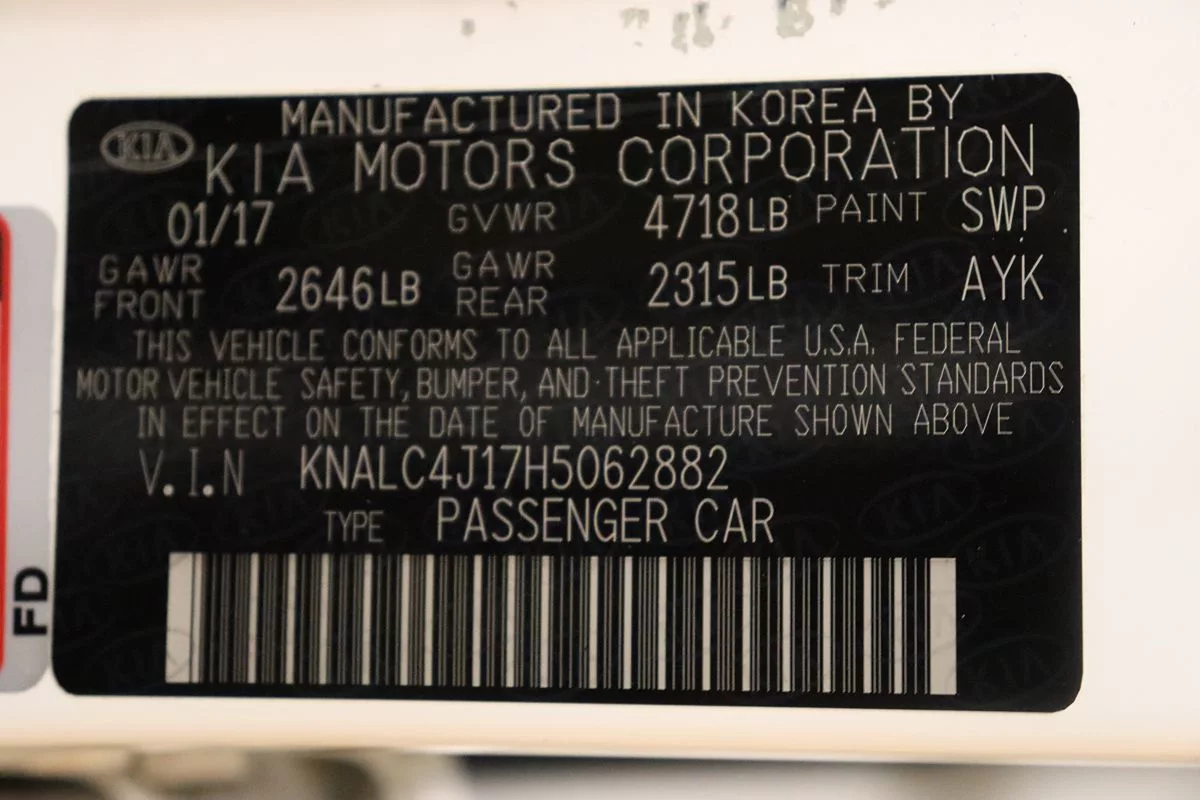 MANUFACTURED IN KOREA BY
KIA KIA MOTORS CORPORATION
01/17 GVWR 4718LB PAINT SWP
GAWR FRONT 2646LB GAWR REAR 2315LB TRIM AYK
THIS VEHICLE CONFORMS TO ALL APPLICABLE U.S.A. FEDERAL
MOTOR VEHICLE SAFETY, BUMPER, AND THEFT PREVENTION STANDARDS
IN EFFECT ON THE DATE OF MANUFACTURE SHOWN ABOVE
V.I.N KNALC4J17H5062882
TYPE PASSENGER CAR
FD